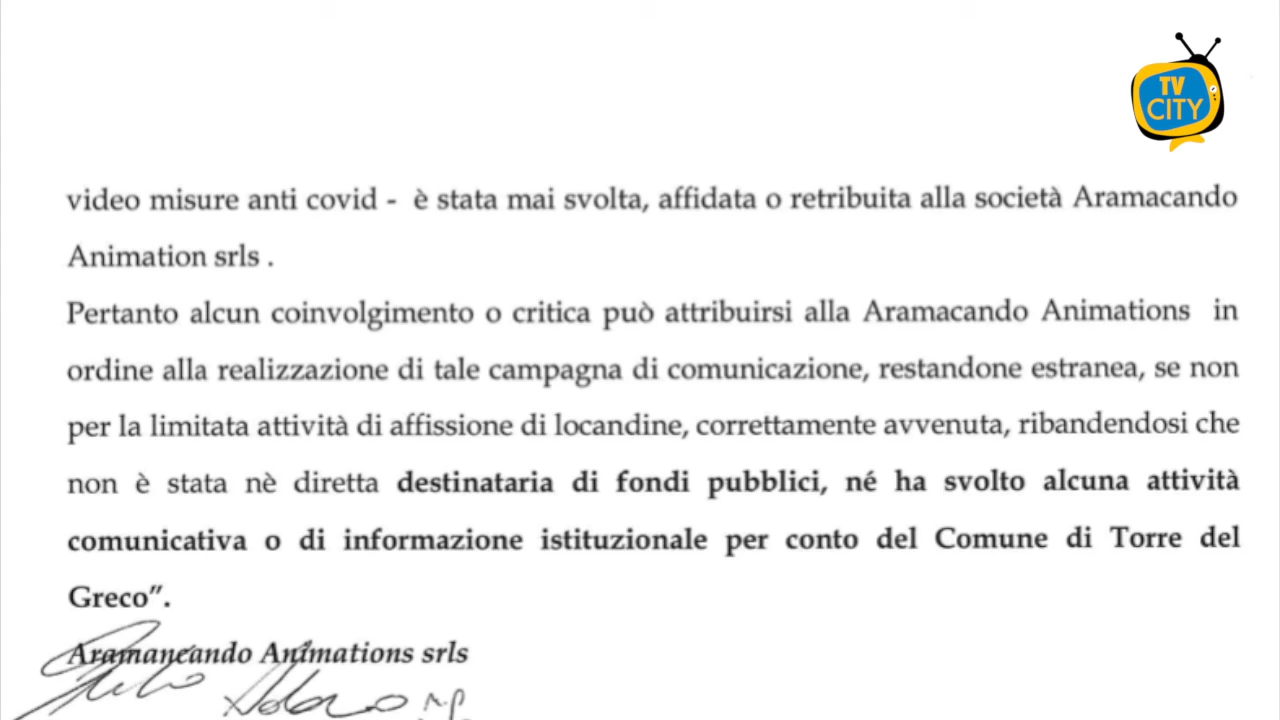 TV
CITY
video misure anti covid - è stata mai svolta, affidata o retribuita alla società Aramacando
Animation srls .
Pertanto alcun coinvolgimento o critica può attribuirsi alla Aramacando Animations in
ordine alla realizzazione di tale campagna di comunicazione, restandone estranea, se non
per la limitata attività di affissione di locandine, correttamente avvenuta, ribandendosi che
non è stata nè diretta destinataria di fondi pubblici, né ha svolto alcuna attività
comunicativa o di informazione istituzionale per conto del Comune di Torre del
Greco”.
Aramancando Animations srls